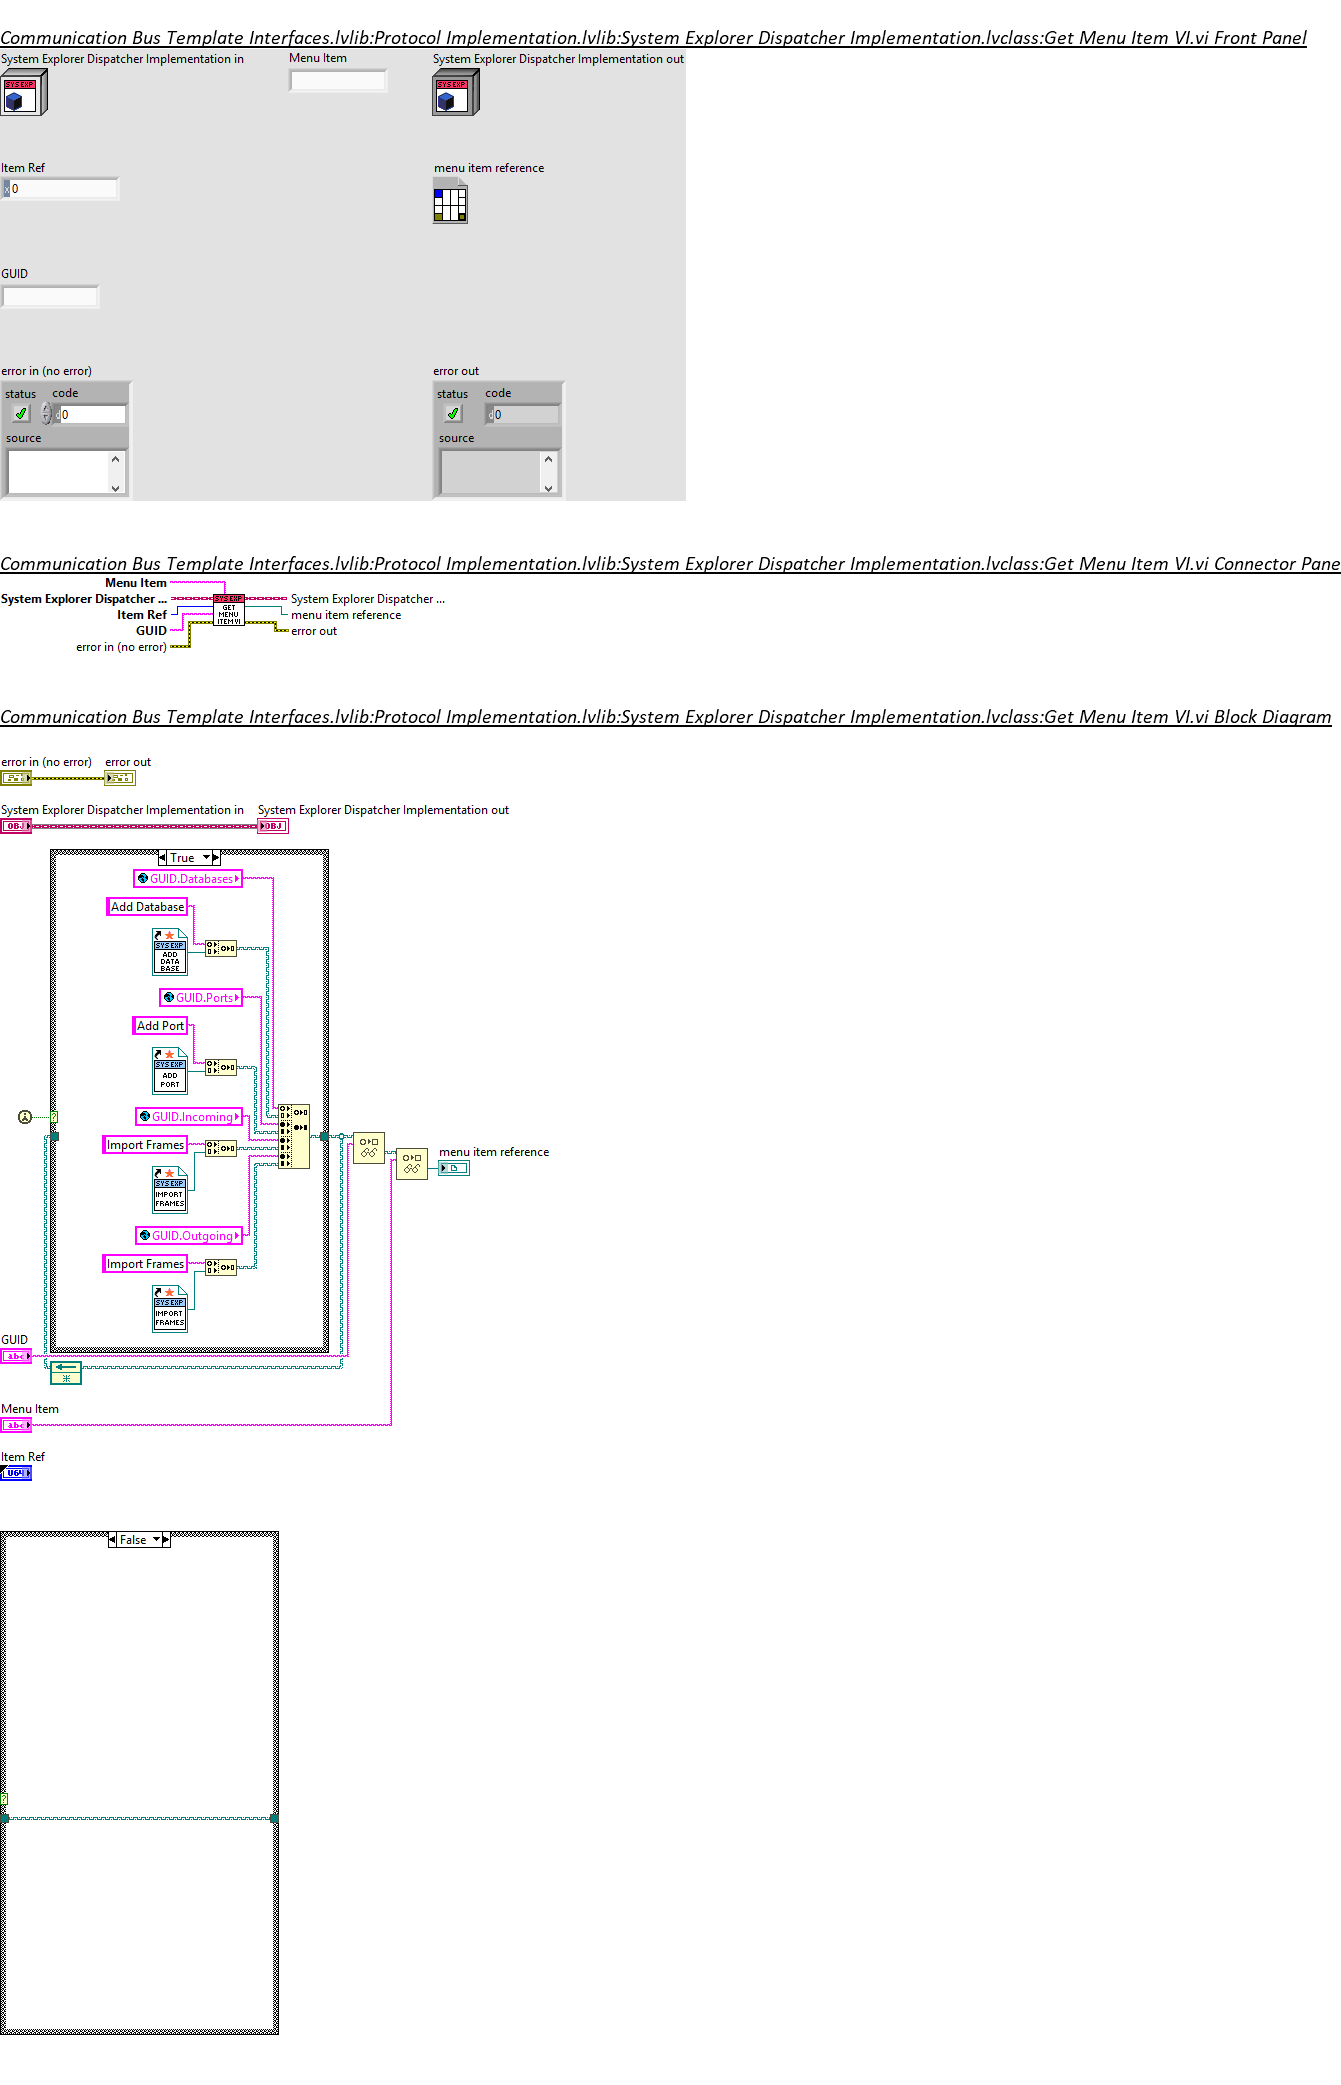 Communication Bus Template Interfaces.lvlib:Protocol Implementation.lvlib:System Explorer Dispatcher Implementation.lvclass:Get Menu Item VI.vi Front Panel
System Explorer Dispatcher Implementation in
Menu Item
System Explorer Dispatcher Implementation out
SYS EXP
SYS EXP
Item Ref
menu item reference
x 0
GUID
error in (no error)
error out
status code
status code
d 0
d 0
source
source
Communication Bus Template Interfaces.lvlib:Protocol Implementation.lvlib:System Explorer Dispatcher Implementation.lvclass:Get Menu Item VI.vi Connector Pane
Menu Item
System Explorer Dispatcher ...
SYS EXP
System Explorer Dispatcher ...
Item Ref
GET
MENU
ITEM VI
menu item reference
GUID
error out
error in (no error)
Communication Bus Template Interfaces.lvlib:Protocol Implementation.lvlib:System Explorer Dispatcher Implementation.lvclass:Get Menu Item VI.vi Block Diagram
error in (no error)
error out
System Explorer Dispatcher Implementation in
System Explorer Dispatcher Implementation out
OBJ
OBJ
True
GUID.Databases
Add Database
SYS EXP
ADD
DATA
BASE
GUID.Ports
Add Port
SYS EXP
ADD
PORT
GUID.Incoming
?
Import Frames
menu item reference
SYS EXP
IMPORT
FRAMES
GUID.Outgoing
Import Frames
SYS EXP
IMPORT
FRAMES
GUID
abc
Menu Item
abc
Item Ref
U64
False
?